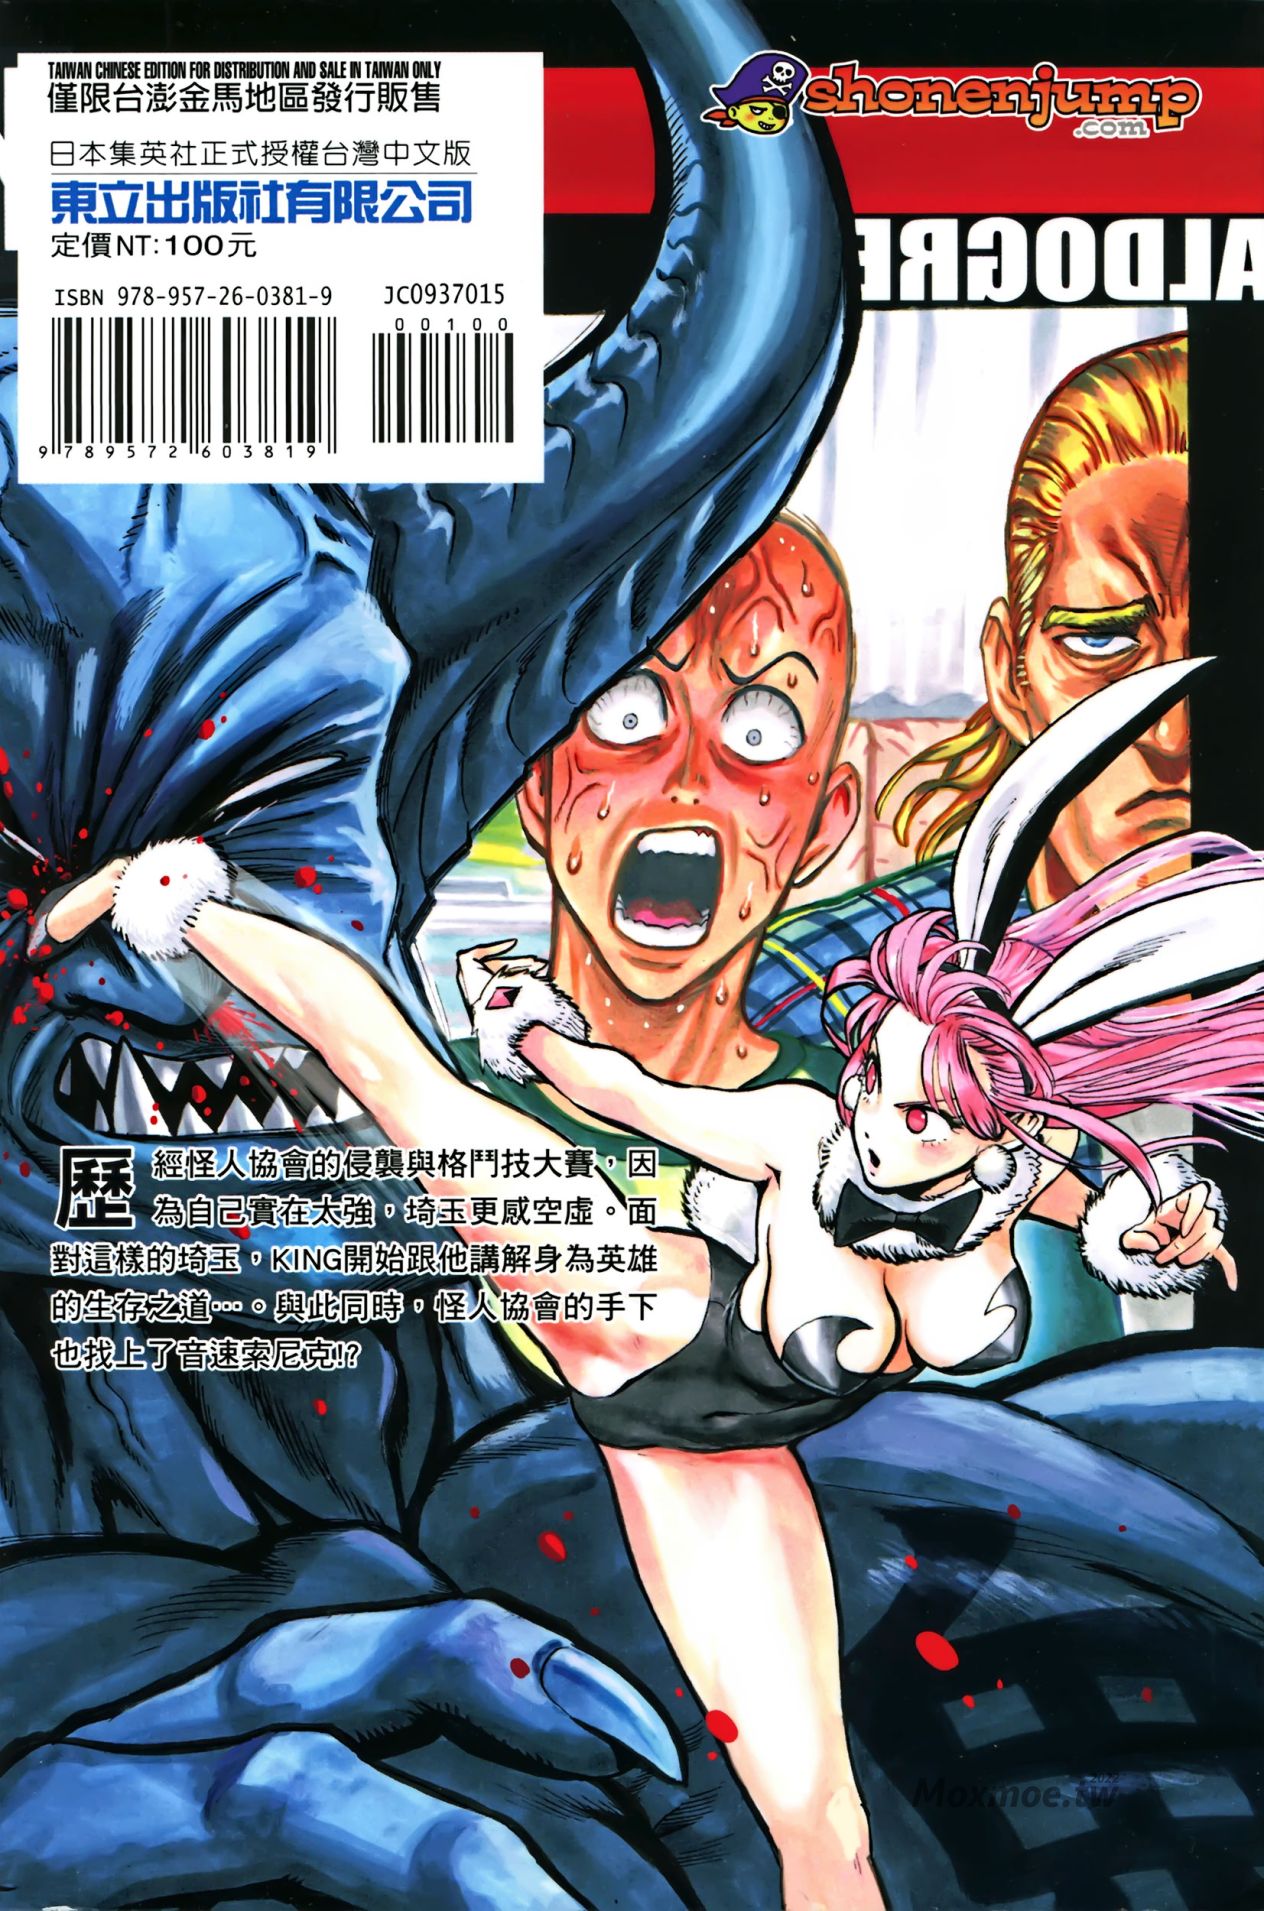 TAIWAN CHINESE EDITION FOR DISTRIBUTION AND SALE IN TAIWAN ONLY
僅限台澎金馬地區發行販售
日本集英社正式授權台灣中文版
東立出版社有限公司
定價NT:100元
ISBN 978-957-26-0381-9
JC0937015
00100
9789572603819
shonenjump
.com
ALDOGRE
歷經怪人協會的侵襲與格鬥技大賽，因
為自己實在太強，埼玉更感空虛。面
對這樣的埼玉，KING開始跟他講解身為英雄
的生存之道…。與此同時，怪人協會的手下
也找上了音速索尼克!?
2022
Moxmoe.tw